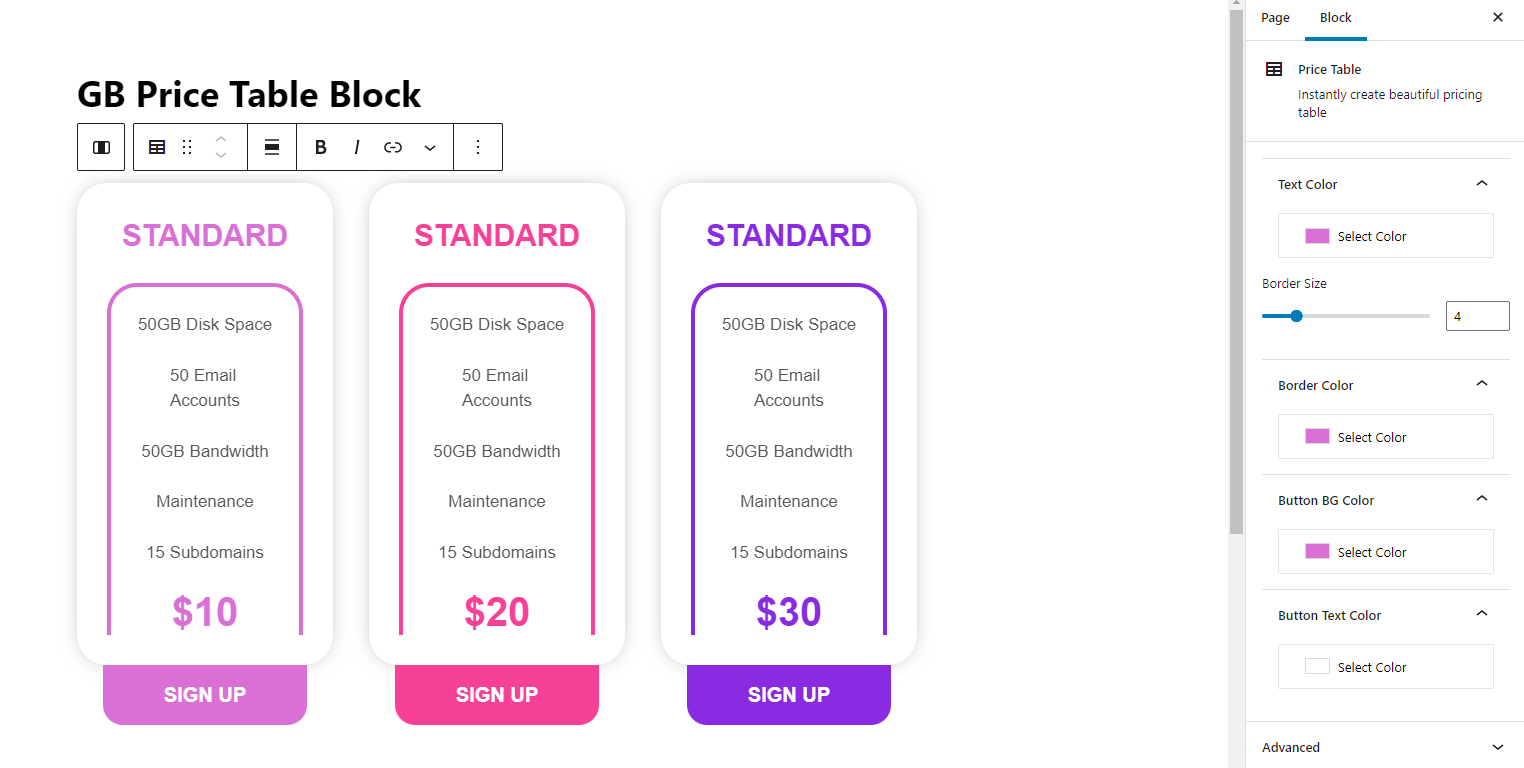 GB Price Table Block
B I
STANDARD
50GB Disk Space
50 Email
Accounts
50GB Bandwidth
Maintenance
15 Subdomains
$10
SIGN UP
STANDARD
50GB Disk Space
50 Email
Accounts
50GB Bandwidth
Maintenance
15 Subdomains
$20
SIGN UP
STANDARD
50GB Disk Space
50 Email
Accounts
50GB Bandwidth
Maintenance
15 Subdomains
$30
SIGN UP
Page Block
Price Table
Instantly create beautiful pricing
table
Text Color
Select Color
Border Size
4
Border Color
Select Color
Button BG Color
Select Color
Button Text Color
Select Color
Advanced